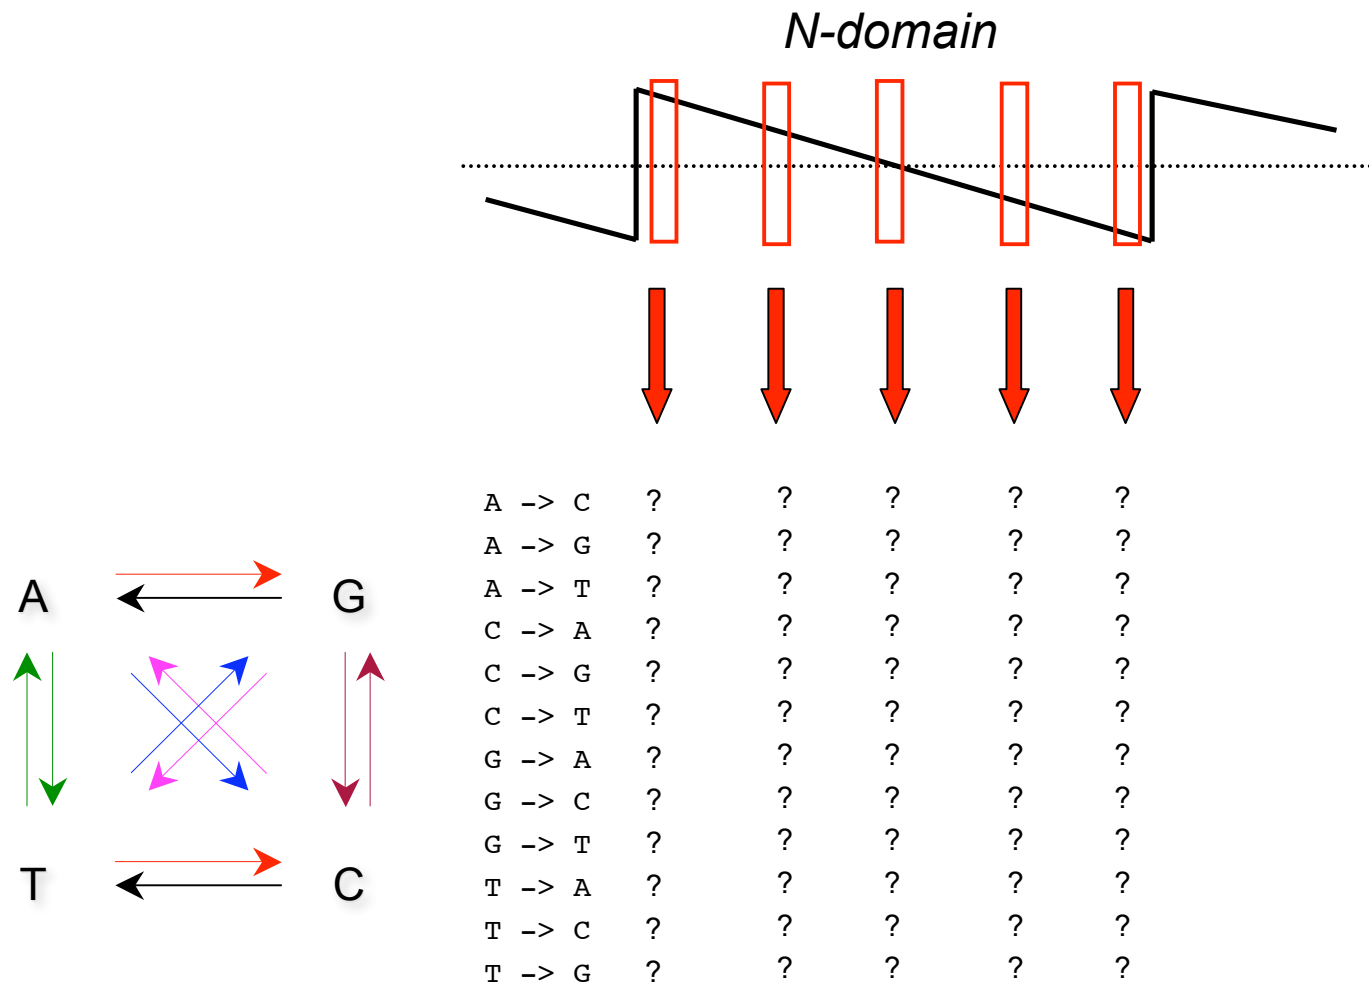 N-domain
A -> C ? ? ? ? ?
A -> G ? ? ? ? ?
A -> T ? ? ? ? ?
C -> A ? ? ? ? ?
C -> G ? ? ? ? ?
C -> T ? ? ? ? ?
G -> A ? ? ? ? ?
G -> C ? ? ? ? ?
G -> T ? ? ? ? ?
T -> A ? ? ? ? ?
T -> C ? ? ? ? ?
T -> G ? ? ? ? ?
A G
T C